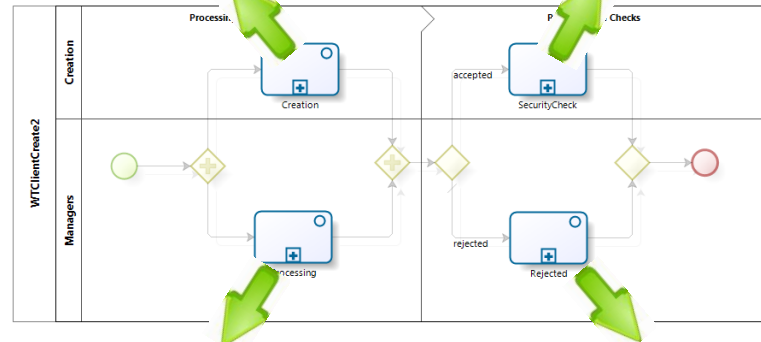 Checks
WTClientCreate2
Creation
Creation
accepted
SecurityCheck
Managers
rejected
Rejected